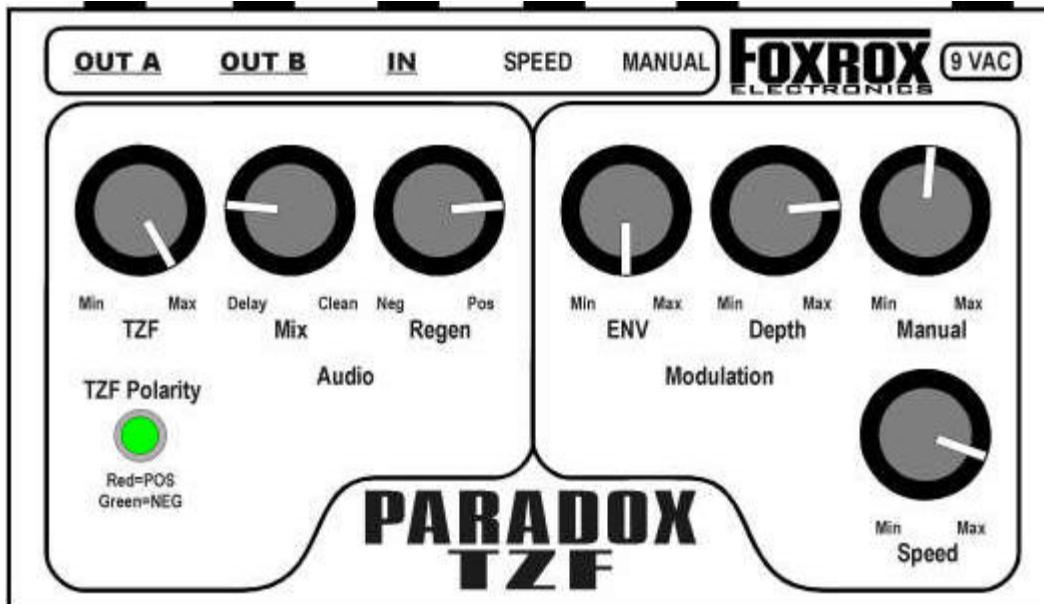 OUT A OUT B IN SPEED MANUAL FOXROX 9 VAC
ELECTRONICS
Min Max Delay Clean Neg Pos Min Max Min Max Min Max
TZF Mix Regen ENV Depth Manual
Audio Modulation
TZF Polarity
Red=POS
Green=NEG
PARADOX
TZF
Min Max
Speed